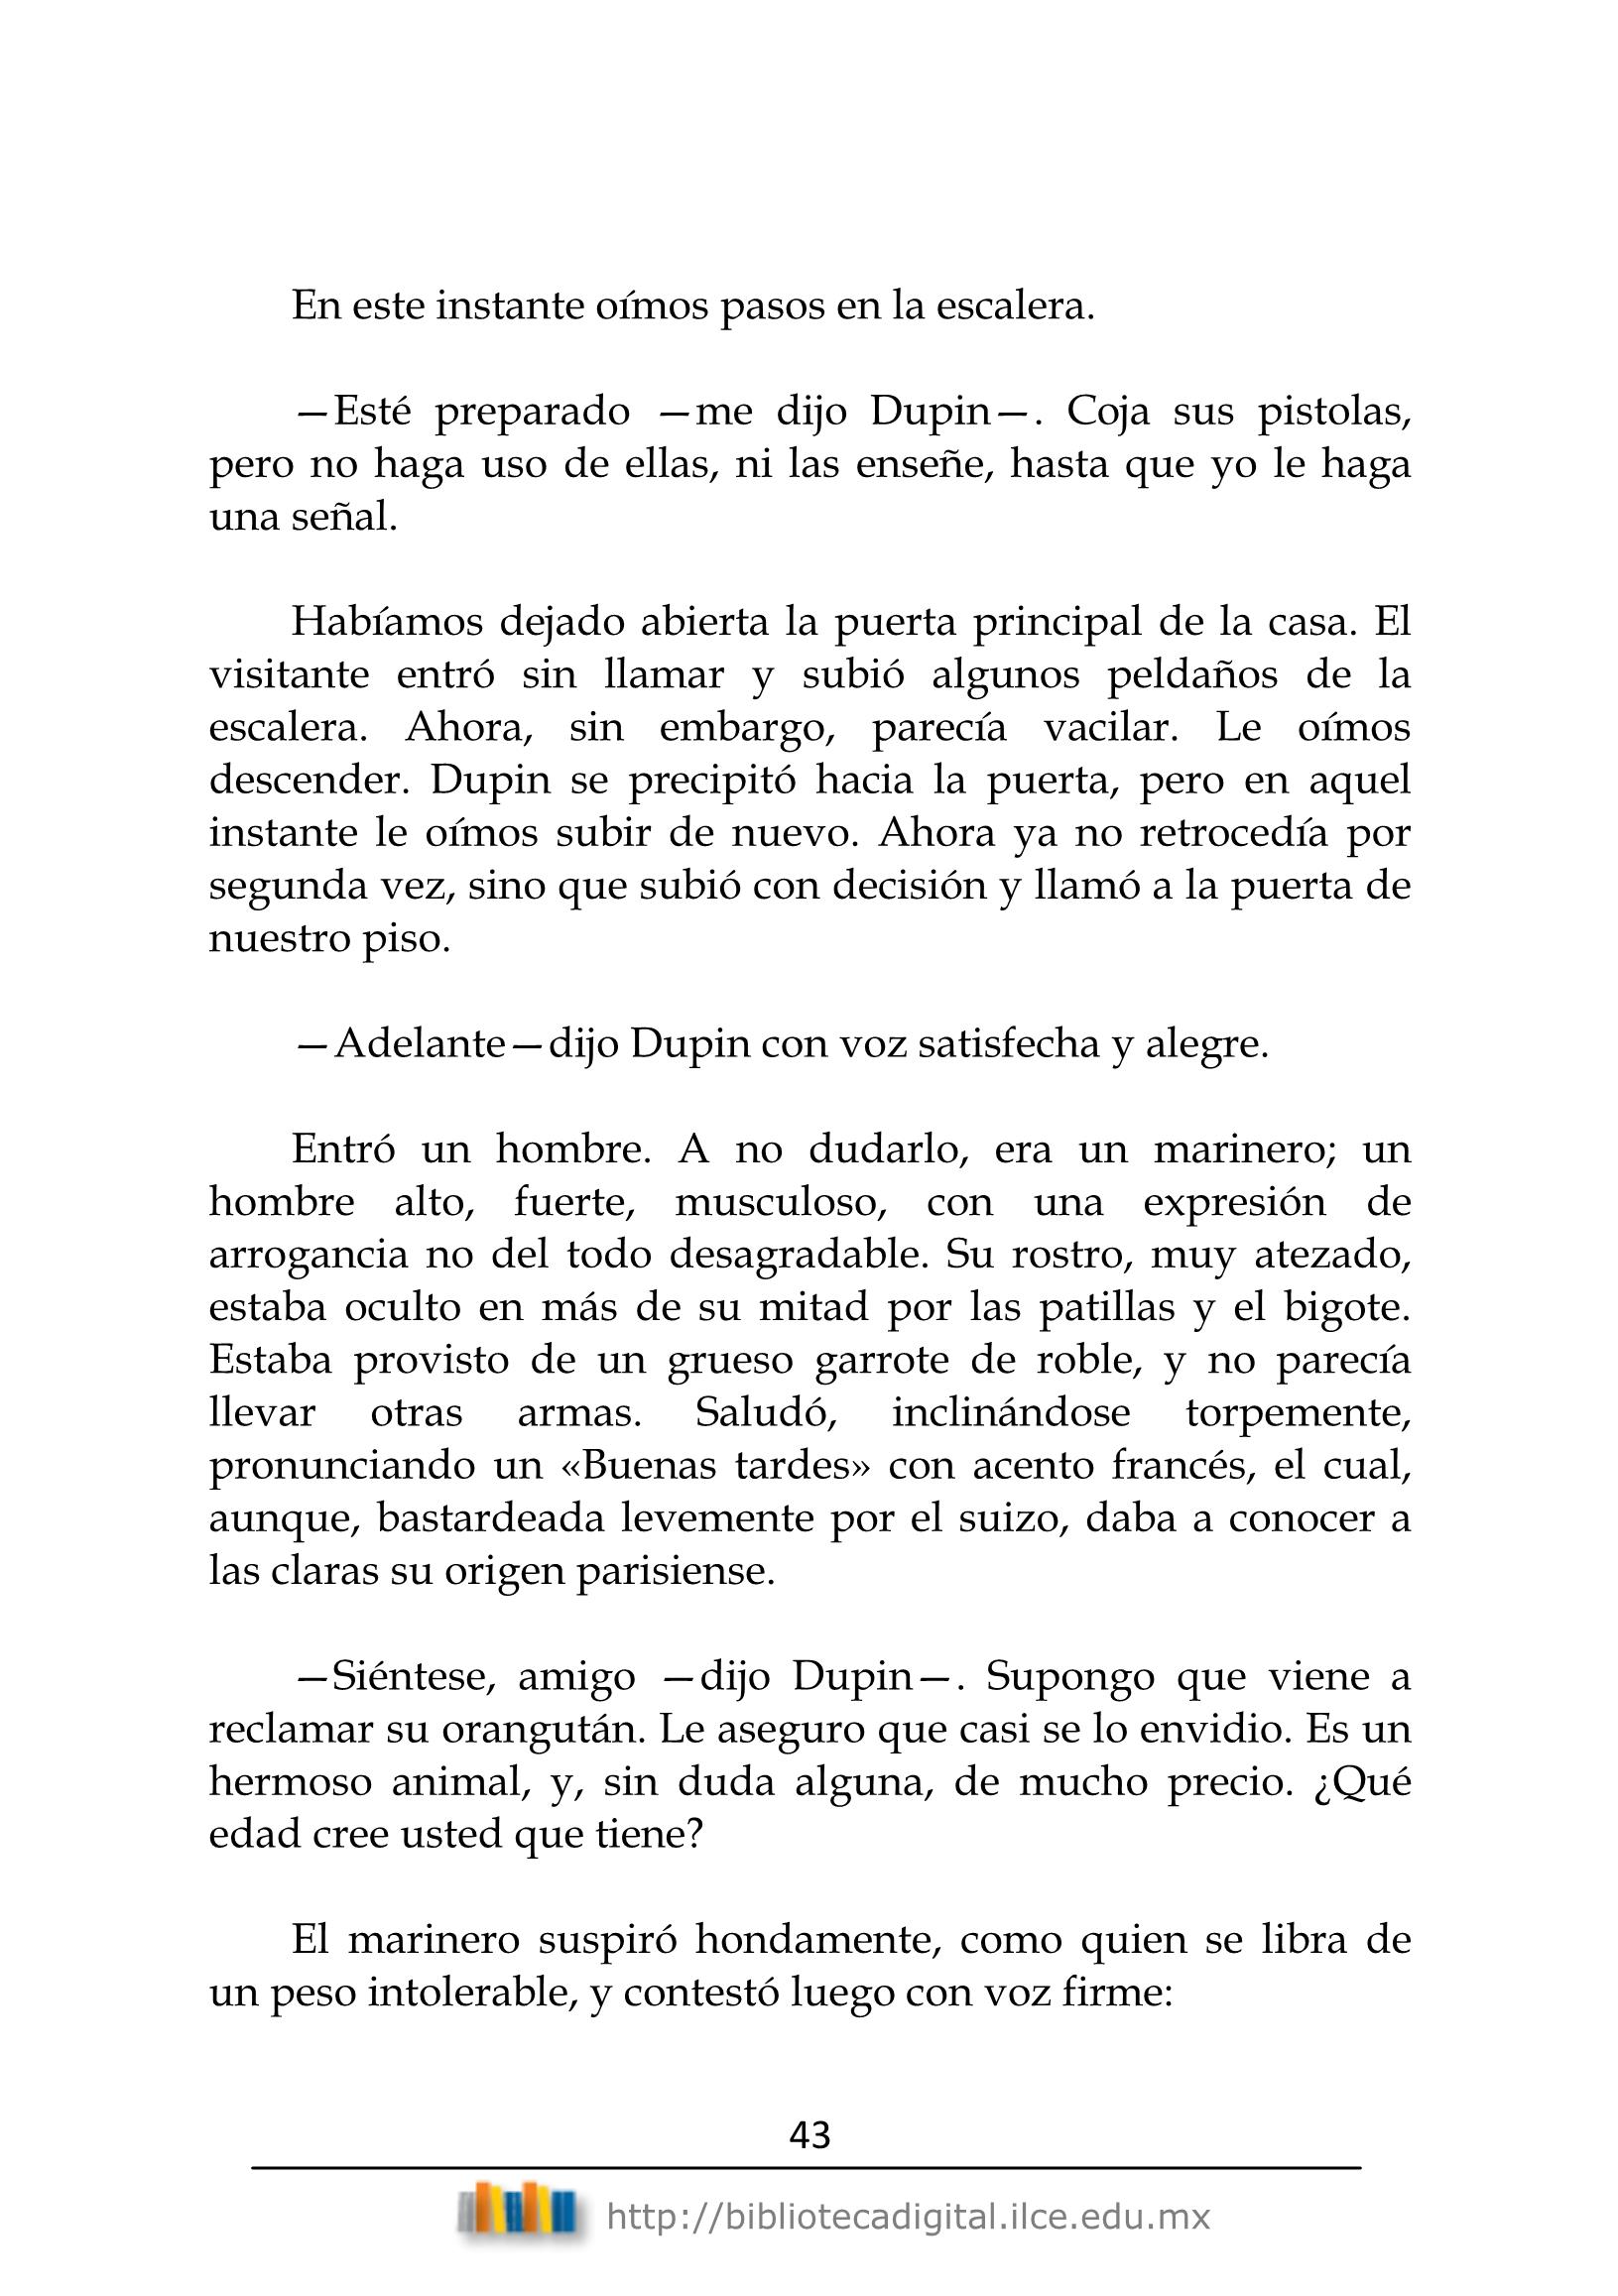 En este instante oímos pasos en la escalera.
—Esté preparado —me dijo Dupin—. Coja sus pistolas,
pero no haga uso de ellas, ni las enseñe, hasta que yo le haga
una señal.
Habíamos dejado abierta la puerta principal de la casa. El
visitante entró sin llamar y subió algunos peldaños de la
escalera. Ahora, sin embargo, parecía vacilar. Le oímos
descender. Dupin se precipitó hacia la puerta, pero en aquel
instante le oímos subir de nuevo. Ahora ya no retrocedía por
segunda vez, sino que subió con decisión y llamó a la puerta de
nuestro piso.
—Adelante—dijo Dupin con voz satisfecha y alegre.
Entró un hombre. A no dudarlo, era un marinero; un
hombre alto, fuerte, musculoso, con una expresión de
arrogancia no del todo desagradable. Su rostro, muy atezado,
estaba oculto en más de su mitad por las patillas y el bigote.
Estaba provisto de un grueso garrote de roble, y no parecía
llevar otras armas. Saludó, inclinándose torpemente,
pronunciando un «Buenas tardes» con acento francés, el cual,
aunque, bastardeada levemente por el suizo, daba a conocer a
las claras su origen parisiense.
—Siéntese, amigo —dijo Dupin—. Supongo que viene a
reclamar su orangután. Le aseguro que casi se lo envidio. Es un
hermoso animal, y, sin duda alguna, de mucho precio. ¿Qué
edad cree usted que tiene?
El marinero suspiró hondamente, como quien se libra de
un peso intolerable, y contestó luego con voz firme:
43
http://bibliotecadigital.ilce.edu.mx